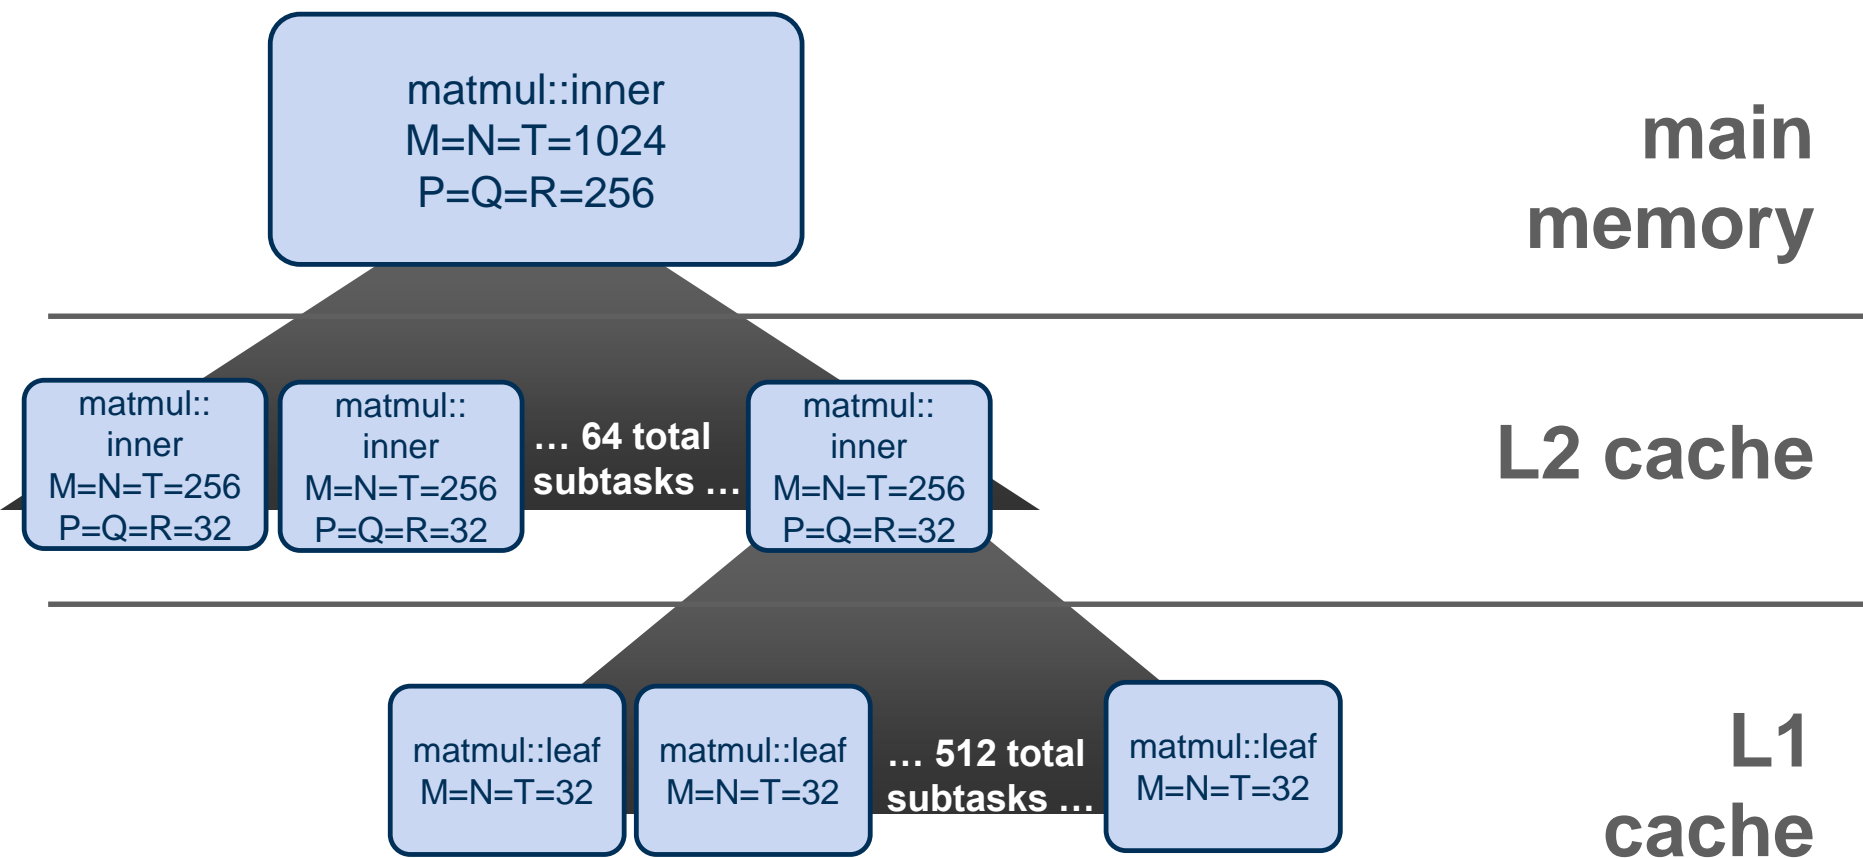 matmul::inner
M=N=T=1024
P=Q=R=256
main
memory
matmul::
inner
M=N=T=256
P=Q=R=32
matmul::
inner
M=N=T=256
P=Q=R=32
… 64 total
subtasks …
matmul::
inner
M=N=T=256
P=Q=R=32
L2 cache
matmul::leaf
M=N=T=32
matmul::leaf
M=N=T=32
… 512 total
subtasks …
matmul::leaf
M=N=T=32
L1
cache